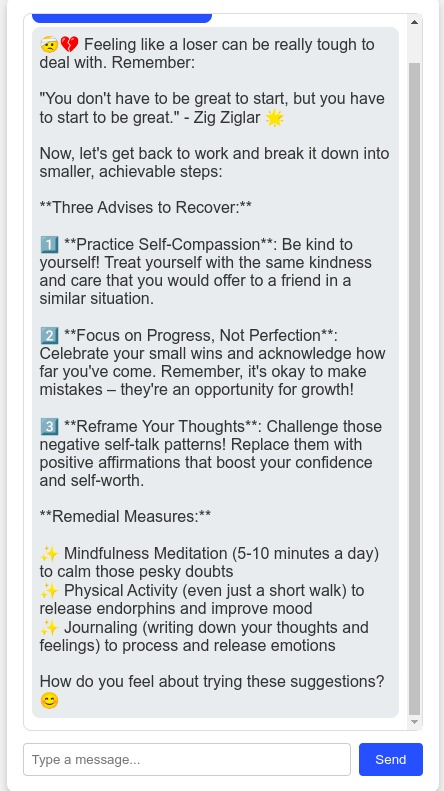 🤕💔 Feeling like a loser can be really tough to
deal with. Remember:
"You don't have to be great to start, but you have
to start to be great." - Zig Ziglar 🌟
Now, let's get back to work and break it down into
smaller, achievable steps:
**Three Advises to Recover:**
1️⃣ **Practice Self-Compassion**: Be kind to
yourself! Treat yourself with the same kindness
and care that you would offer to a friend in a
similar situation.
2️⃣ **Focus on Progress, Not Perfection**:
Celebrate your small wins and acknowledge how
far you've come. Remember, it's okay to make
mistakes – they're an opportunity for growth!
3️⃣ **Reframe Your Thoughts**: Challenge those
negative self-talk patterns! Replace them with
positive affirmations that boost your confidence
and self-worth.
**Remedial Measures:**
✨ Mindfulness Meditation (5-10 minutes a day)
to calm those pesky doubts
✨ Physical Activity (even just a short walk) to
release endorphins and improve mood
✨ Journaling (writing down your thoughts and
feelings) to process and release emotions
How do you feel about trying these suggestions?
😊
Type a message...
Send